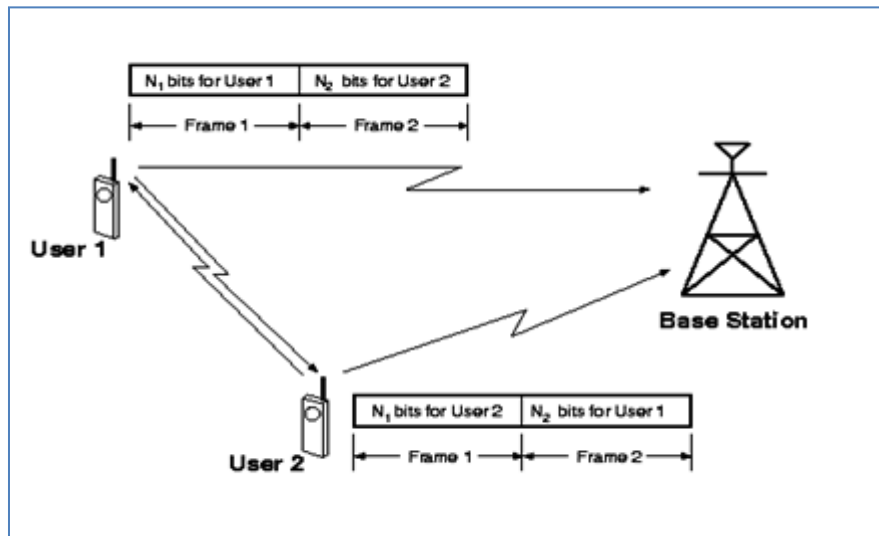 N₁ bits for User 1 N₂ bits for User 2
Frame 1 Frame 2
User 1
Base Station
User 2
N₁ bits for User 2 N₂ bits for User 1
Frame 1 Frame 2